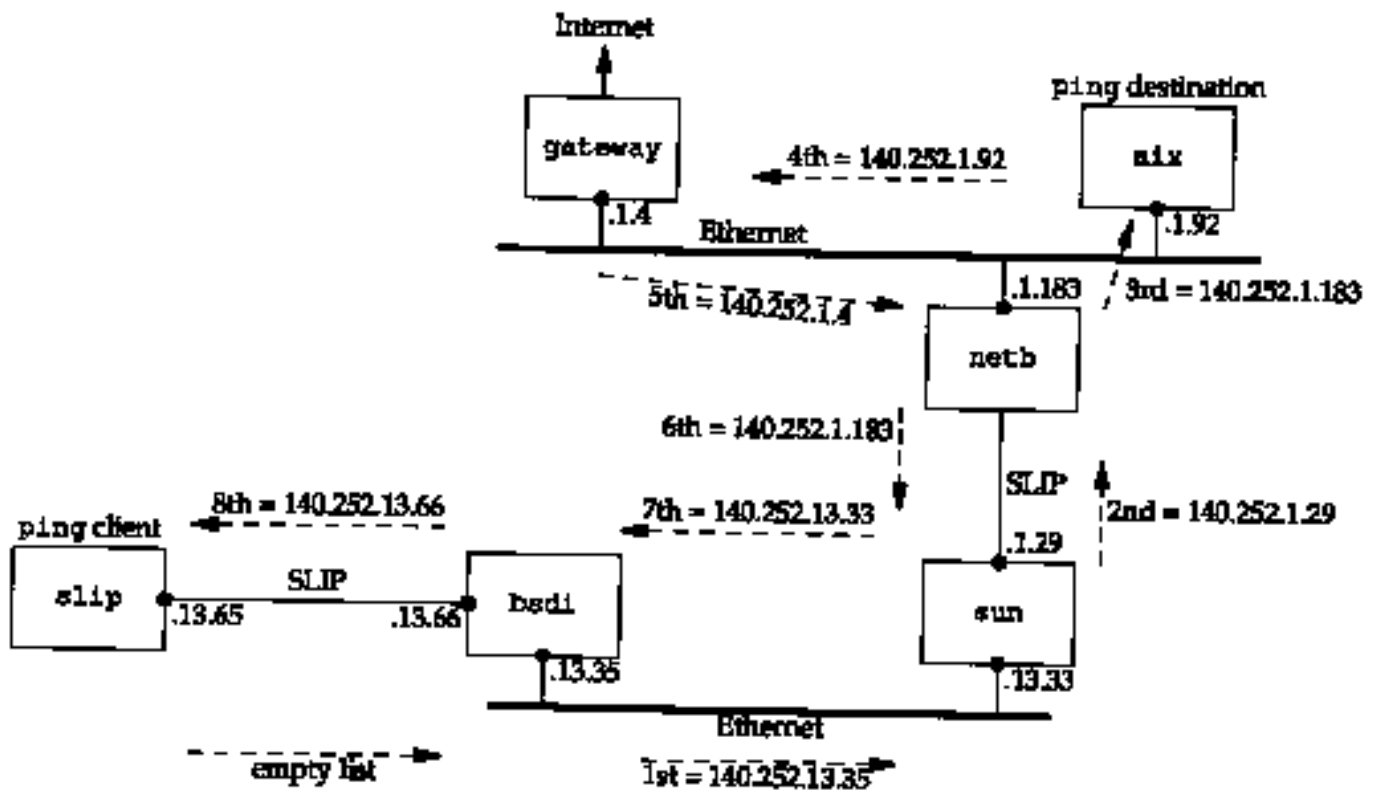 Internet
ping destination
gateway
aix
4th = 140.252.1.92
.1.4
.1.92
Ethernet
5th = 140.252.1.4
.1.183
3rd = 140.252.1.183
netb
6th = 140.252.1.183
SLIP
8th = 140.252.13.66
7th = 140.252.13.33
2nd = 140.252.1.29
ping client
.1.29
slip
SLIP
bsdi
sun
.13.65
.13.66
.13.35
.13.33
Ethernet
empty list
1st = 140.252.13.35